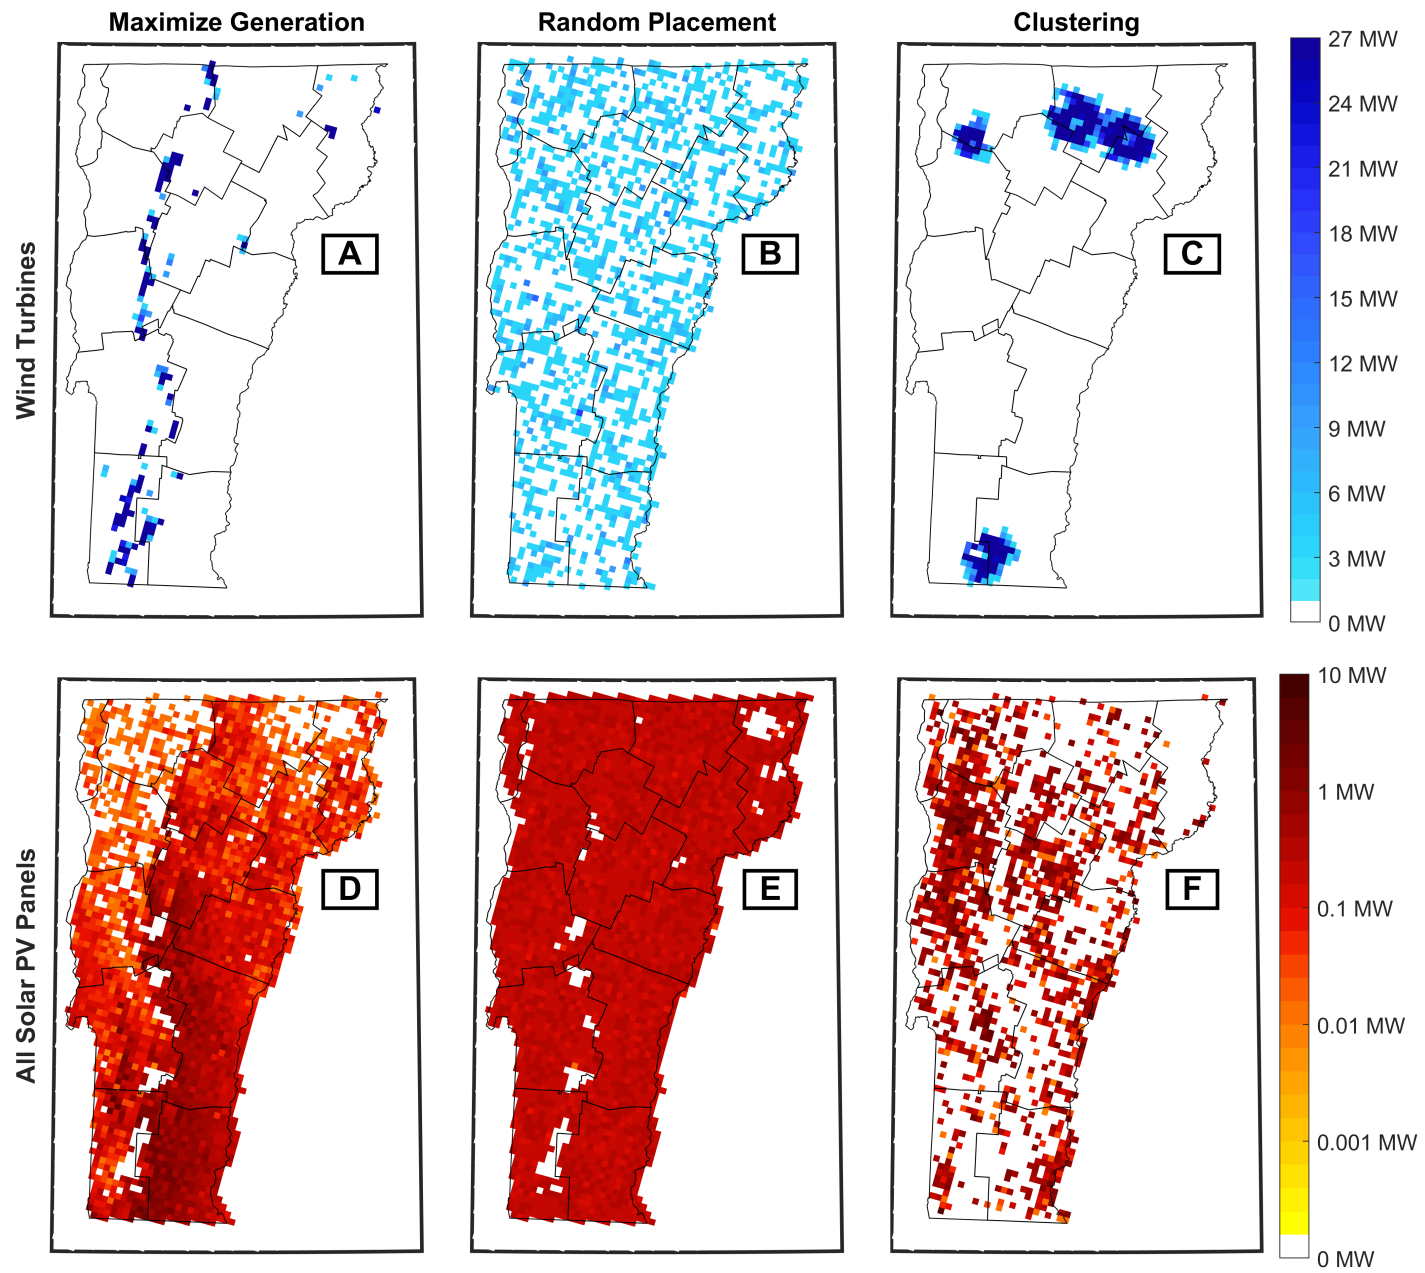 Maximize Generation
Random Placement
Clustering
Wind Turbines
A
B
C
27 MW
24 MW
21 MW
18 MW
15 MW
12 MW
9 MW
6 MW
3 MW
0 MW
All Solar PV Panels
D
E
F
10 MW
1 MW
0.1 MW
0.01 MW
0.001 MW
0 MW